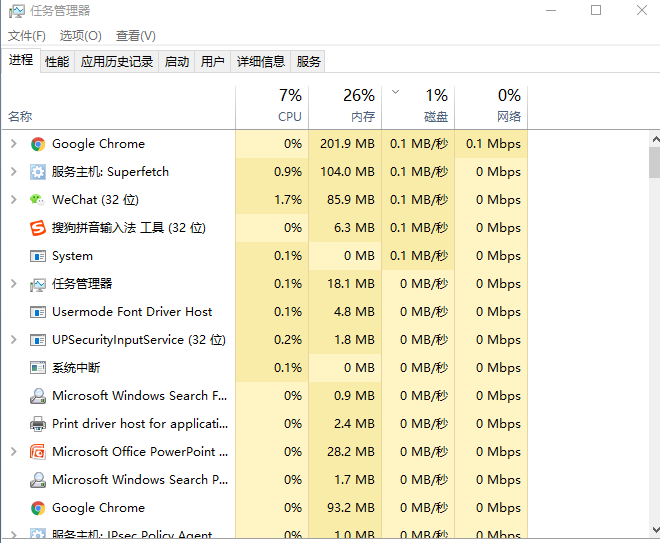 任务管理器
文件(F) 选项(O) 查看(V)
进程 性能 应用历史记录 启动 用户 详细信息 服务
7% 26% 1% 0%
名称 CPU 内存 磁盘 网络
Google Chrome 0% 201.9 MB 0.1 MB/秒 0.1 Mbps
服务主机: Superfetch 0.9% 104.0 MB 0.1 MB/秒 0 Mbps
WeChat (32 位) 1.7% 85.9 MB 0.1 MB/秒 0 Mbps
搜狗拼音输入法 工具 (32 位) 0% 6.3 MB 0.1 MB/秒 0 Mbps
System 0.1% 0 MB 0.1 MB/秒 0 Mbps
任务管理器 0.1% 18.1 MB 0 MB/秒 0 Mbps
Usermode Font Driver Host 0.1% 4.8 MB 0 MB/秒 0 Mbps
UPSecurityInputService (32 位) 0.2% 1.8 MB 0 MB/秒 0 Mbps
系统中断 0.1% 0 MB 0 MB/秒 0 Mbps
Microsoft Windows Search F... 0% 0.9 MB 0 MB/秒 0 Mbps
Print driver host for applicati... 0% 2.4 MB 0 MB/秒 0 Mbps
Microsoft Office PowerPoint ... 0% 28.2 MB 0 MB/秒 0 Mbps
Microsoft Windows Search P... 0% 1.7 MB 0 MB/秒 0 Mbps
Google Chrome 0% 93.2 MB 0 MB/秒 0 Mbps
服务主机: IPsec Policy Agent 0% 1.0 MB 0 MB/秒 0 Mbps